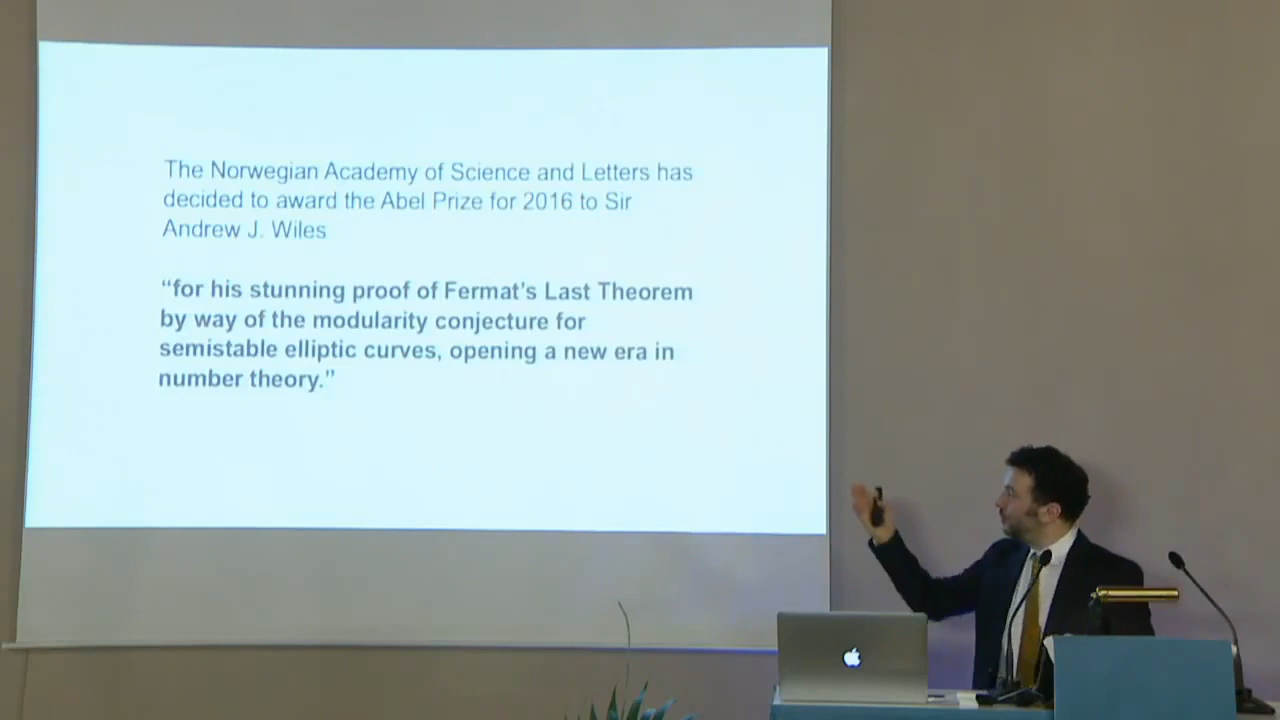 The Norwegian Academy of Science and Letters has
decided to award the Abel Prize for 2016 to Sir
Andrew J. Wiles
“for his stunning proof of Fermat’s Last Theorem
by way of the modularity conjecture for
semistable elliptic curves, opening a new era in
number theory.”